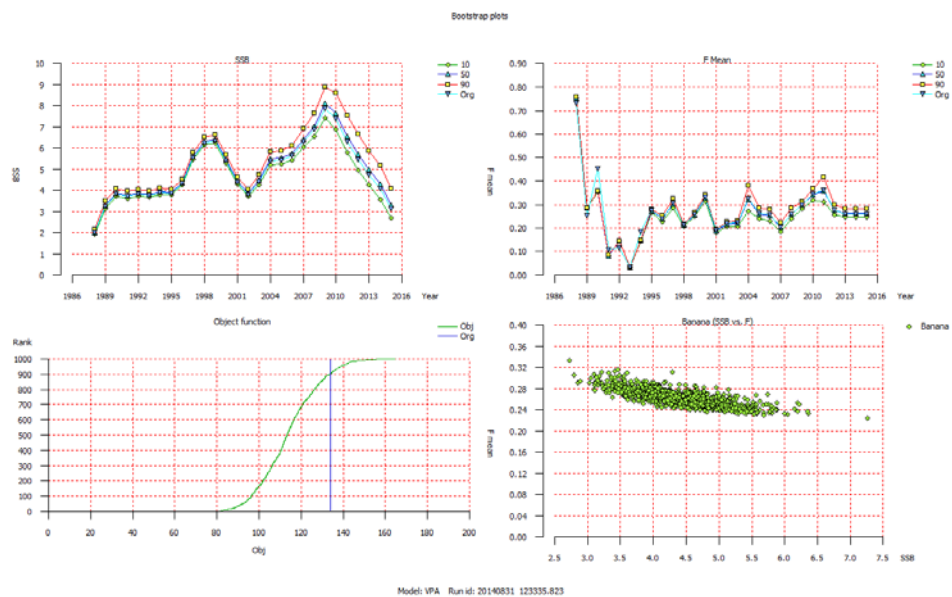 Bootstrap plots
SSB
10
9
8
7
6
5
4
3
2
1
0
BSS
1986 1989 1992 1995 1998 2001 2004 2007 2010 2013 2016 Year
10
50
90
Org
F Mean
0.90
0.80
0.70
0.60
0.50
0.40
0.30
0.20
0.10
0.00
F mean
1986 1989 1992 1995 1998 2001 2004 2007 2010 2013 2016 Year
10
50
90
Org
Object function
Rank
1000
900
800
700
600
500
400
300
200
100
0
0 20 40 60 80 100 120 140 160 180 200
Obj
Obj
Org
Banana (SSB vs. F)
0.40
0.36
0.32
0.28
0.24
0.20
0.16
0.12
0.08
0.04
0.00
F mean
2.5 3.0 3.5 4.0 4.5 5.0 5.5 6.0 6.5 7.0 7.5 SSB
Banana
Model: VPA Run id: 20140831 123335.823